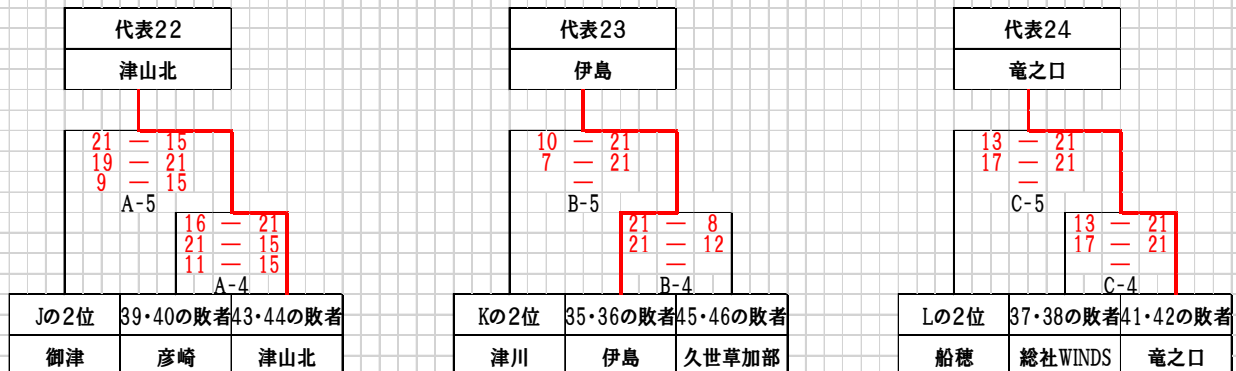 代表22 代表23 代表24
津山北 伊島 竜之口
21 — 15 10 — 21 13 — 21
19 — 21 7 — 21 17 — 21
9 — 15 — —
A-5 B-5 C-5
16 — 21 21 — 8 13 — 21
21 — 15 21 — 12 17 — 21
11 — 15 — —
A-4 B-4 C-4
Jの2位 39・40の敗者 43・44の敗者 Kの2位 35・36の敗者 45・46の敗者 Lの2位 37・38の敗者 41・42の敗者
御津 彦崎 津山北 津川 伊島 久世草加部 船穂 総社WINDS 竜之口